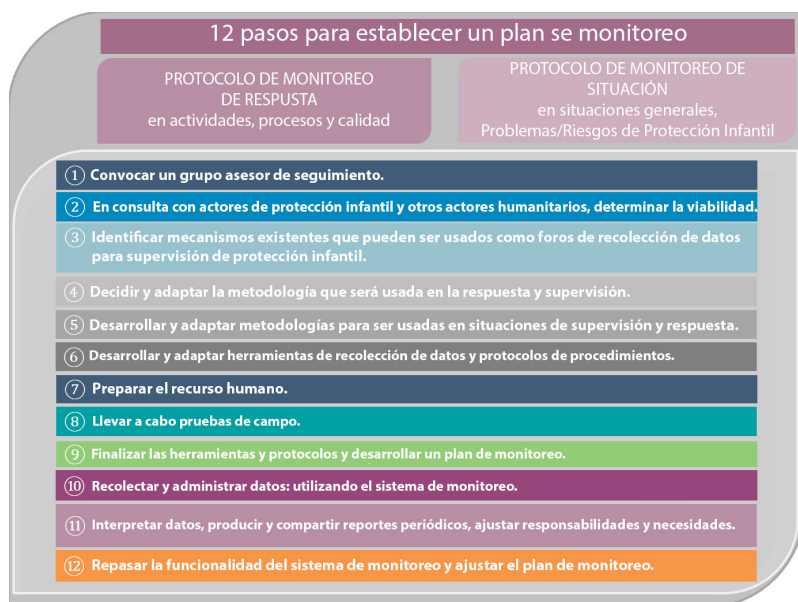 12 pasos para establecer un plan se monitoreo
PROTOCOLO DE MONITOREO
DE RESPUSTA
en actividades, procesos y calidad
PROTOCOLO DE MONITOREO DE
SITUACIÓN
en situaciones generales,
Problemas/Riesgos de Protección Infantil
1 Convocar un grupo asesor de seguimiento.
2 En consulta con actores de protección infantil y otros actores humanitarios, determinar la viabilidad.
3 Identificar mecanismos existentes que pueden ser usados como foros de recolección de datos
para supervisión de protección infantil.
4 Decidir y adaptar la metodología que será usada en la respuesta y supervisión.
5 Desarrollar y adaptar metodologías para ser usadas en situaciones de supervisión y respuesta.
6 Desarrollar y adaptar herramientas de recolección de datos y protocolos de procedimientos.
7 Preparar el recurso humano.
8 Llevar a cabo pruebas de campo.
9 Finalizar las herramientas y protocolos y desarrollar un plan de monitoreo.
10 Recolectar y administrar datos: utilizando el sistema de monitoreo.
11 Interpretar datos, producir y compartir reportes periódicos, ajustar responsabilidades y necesidades.
12 Repasar la funcionalidad del sistema de monitoreo y ajustar el plan de monitoreo.